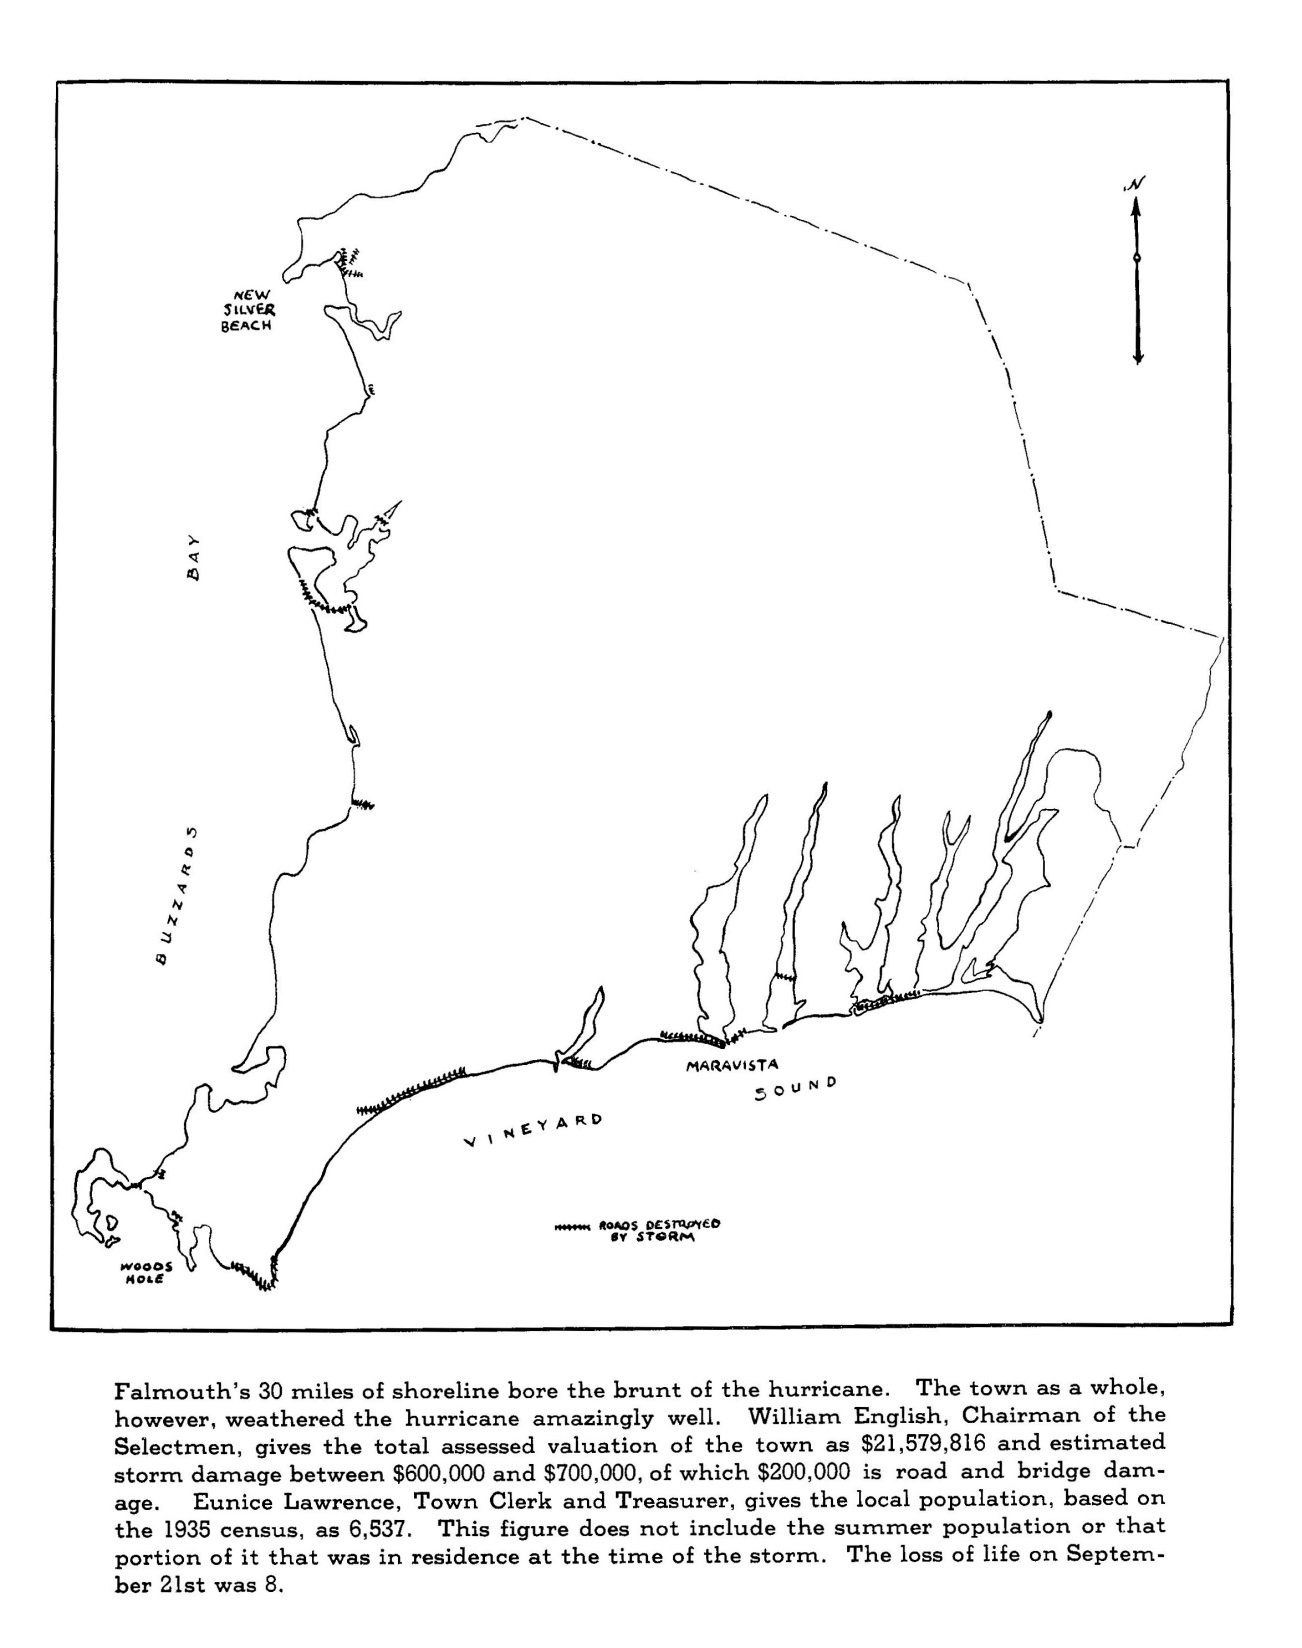 N
NEW
SILVER
BEACH
BAY
BUZZARDS
MARAVISTA
SOUND
VINEYARD
ROADS DESTROYED
BY STORM
WOODS
HOLE
Falmouth's 30 miles of shoreline bore the brunt of the hurricane. The town as a whole,
however, weathered the hurricane amazingly well. William English, Chairman of the
Selectmen, gives the total assessed valuation of the town as $21,579,816 and estimated
storm damage between $600,000 and $700,000, of which $200,000 is road and bridge dam-
age. Eunice Lawrence, Town Clerk and Treasurer, gives the local population, based on
the 1935 census, as 6,537. This figure does not include the summer population or that
portion of it that was in residence at the time of the storm. The loss of life on Septem-
ber 21st was 8.